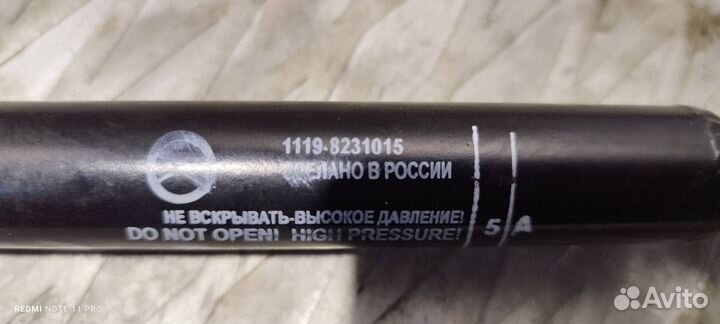 1119-8231015
СДЕЛАНО В РОССИИ
НЕ ВСКРЫВАТЬ-ВЫСОКОЕ ДАВЛЕНИЕ!
DO NOT OPEN! HIGH PRESSURE!
5 A
REDMI NOTE 11 PRO
Avito